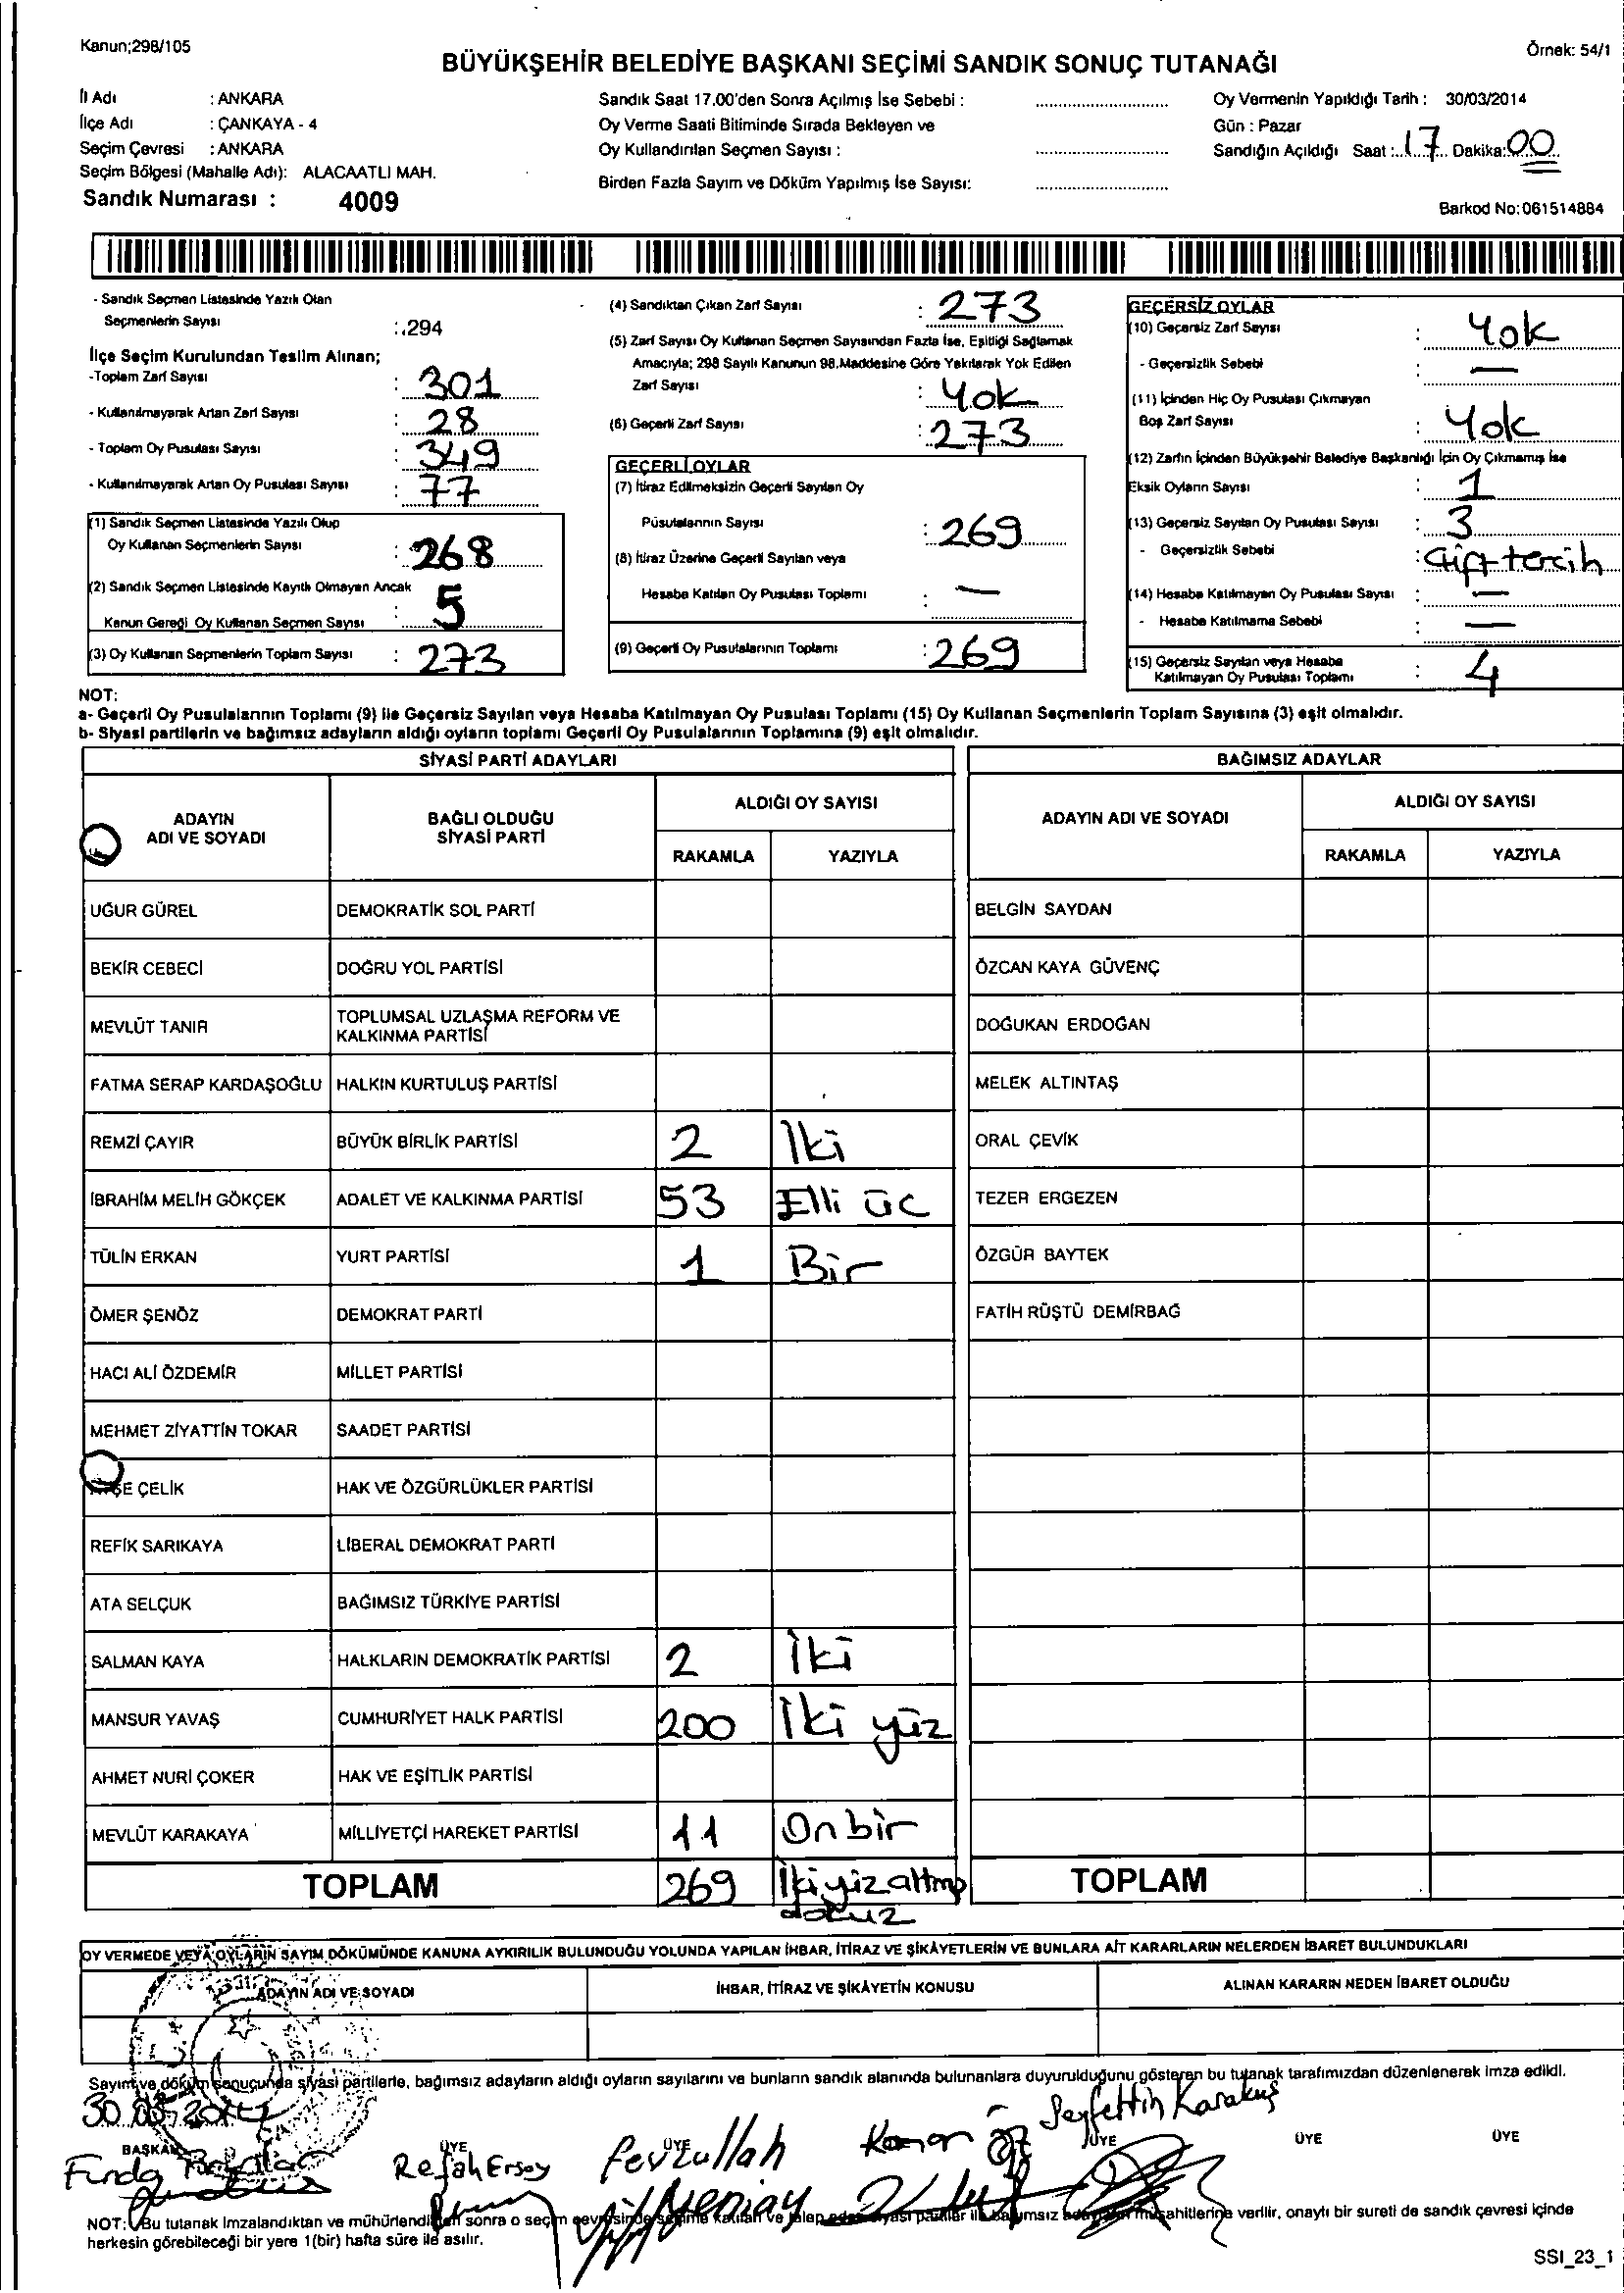 Kanun;298/105
Örnek: 54/1
BÜYÜKŞEHİR BELEDİYE BAŞKANI SEÇİMİ SANDIK SONUÇ TUTANAĞI
İl Adı : ANKARA
İlçe Adı : ÇANKAYA - 4
Seçim Çevresi : ANKARA
Seçim Bölgesi (Mahalle Adı): ALACAATLI MAH.
Sandık Numarası : 4009
Sandık Saat 17.00'den Sonra Açılmış İse Sebebi :
Oy Verme Saati Bitiminde Sırada Bekleyen ve
Oy Kullandırılan Seçmen Sayısı :
Birden Fazla Sayım ve Döküm Yapılmış İse Sayısı:
Oy Vermenin Yapıldığı Tarih : 30/03/2014
Gün : Pazar
Sandığın Açıldığı Saat : 17 Dakika: 00
Barkod No:061514884
- Sandık Seçmen Listesinde Yazılı Olan
Seçmenlerin Sayısı : 294
İlçe Seçim Kurulundan Teslim Alınan;
-Toplam Zarf Sayısı : 301
- Kullanılmayarak Artan Zarf Sayısı : 28
- Toplam Oy Pusulası Sayısı : 349
- Kullanılmayarak Artan Oy Pusulası Sayısı : 77
(1) Sandık Seçmen Listesinde Yazılı Olup
Oy Kullanan Seçmenlerin Sayısı : 268
(2) Sandık Seçmen Listesinde Kayıtlı Olmayan Ancak
Kanun Gereği Oy Kullanan Seçmen Sayısı : 5
(3) Oy Kullanan Seçmenlerin Toplam Sayısı : 273
(4) Sandıktan Çıkan Zarf Sayısı : 273
(5) Zarf Sayısı Oy Kullanan Seçmen Sayısından Fazla İse, Eşitliği Sağlamak
Amacıyla; 298 Sayılı Kanunun 98.Maddesine Göre Yakılarak Yok Edilen
Zarf Sayısı : Yok
(6) Geçerli Zarf Sayısı : 273
GEÇERLİ OYLAR
(7) İtiraz Edilmeksizin Geçerli Sayılan Oy
Pusulalarının Sayısı : 269
(8) İtiraz Üzerine Geçerli Sayılan veya
Hesaba Katılan Oy Pusulası Toplamı : —
(9) Geçerli Oy Pusulalarının Toplamı : 269
GEÇERSİZ OYLAR
(10) Geçersiz Zarf Sayısı : Yok
- Geçersizlik Sebebi : —
(11) İçinden Hiç Oy Pusulası Çıkmayan
Boş Zarf Sayısı : Yok
(12) Zarfın İçinden Büyükşehir Belediye Başkanlığı İçin Oy Çıkmamış İse
Eksik Oyların Sayısı : 1
(13) Geçersiz Sayılan Oy Pusulası Sayısı : 3
- Geçersizlik Sebebi : Çift tercih
(14) Hesaba Katılmayan Oy Pusulası Sayısı : —
- Hesaba Katılmama Sebebi : —
(15) Geçersiz Sayılan veya Hesaba
Katılmayan Oy Pusulası Toplamı : 4
NOT:
a- Geçerli Oy Pusulalarının Toplamı (9) ile Geçersiz Sayılan veya Hesaba Katılmayan Oy Pusulası Toplamı (15) Oy Kullanan Seçmenlerin Toplam Sayısına (3) eşit olmalıdır.
b- Siyasi partilerin ve bağımsız adayların aldığı oyların toplamı Geçerli Oy Pusulalarının Toplamına (9) eşit olmalıdır.
SİYASİ PARTİ ADAYLARI
BAĞIMSIZ ADAYLAR
ADAYIN ADI VE SOYADI
BAĞLI OLDUĞU SİYASİ PARTİ
ALDIĞI OY SAYISI
RAKAMLA YAZIYLA
ADAYIN ADI VE SOYADI
ALDIĞI OY SAYISI
RAKAMLA YAZIYLA
UĞUR GÜREL DEMOKRATİK SOL PARTİ BELGİN SAYDAN
BEKİR CEBECİ DOĞRU YOL PARTİSİ ÖZCAN KAYA GÜVENÇ
MEVLÜT TANIR TOPLUMSAL UZLAŞMA REFORM VE KALKINMA PARTİSİ DOĞUKAN ERDOĞAN
FATMA SERAP KARDAŞOĞLU HALKIN KURTULUŞ PARTİSİ MELEK ALTINTAŞ
REMZİ ÇAYIR BÜYÜK BİRLİK PARTİSİ 2 İki ORAL ÇEVİK
İBRAHİM MELİH GÖKÇEK ADALET VE KALKINMA PARTİSİ 53 Elli üc TEZER ERGEZEN
TÜLİN ERKAN YURT PARTİSİ 1 Bir ÖZGÜR BAYTEK
ÖMER ŞENÖZ DEMOKRAT PARTİ FATİH RÜŞTÜ DEMİRBAĞ
HACI ALİ ÖZDEMİR MİLLET PARTİSİ
MEHMET ZİYATTİN TOKAR SAADET PARTİSİ
ÇELİK HAK VE ÖZGÜRLÜKLER PARTİSİ
REFİK SARIKAYA LİBERAL DEMOKRAT PARTİ
ATA SELÇUK BAĞIMSIZ TÜRKİYE PARTİSİ
SALMAN KAYA HALKLARIN DEMOKRATİK PARTİSİ 2 İki
MANSUR YAVAŞ CUMHURİYET HALK PARTİSİ 200 İki yüz
AHMET NURİ ÇOKER HAK VE EŞİTLİK PARTİSİ
MEVLÜT KARAKAYA MİLLİYETÇİ HAREKET PARTİSİ 11 On bir
TOPLAM 269 İkiyüzaltmış dokuz TOPLAM
OY VERMEDE VEYA OYLARIN SAYIM DÖKÜMÜNDE KANUNA AYKIRILIK BULUNDUĞU YOLUNDA YAPILAN İHBAR, İTİRAZ VE ŞİKÂYETLERİN VE BUNLARA AİT KARARLARIN NELERDEN İBARET BULUNDUKLARI
ADAYIN ADI VE SOYADI İHBAR, İTİRAZ VE ŞİKÂYETİN KONUSU ALINAN KARARIN NEDEN İBARET OLDUĞU
Sayım ve döküm sonucunda siyasi partilerle, bağımsız adayların aldığı oyların sayılarını ve bunların sandık alanında bulunanlara duyurulduğunu gösteren bu tutanak tarafımızdan düzenlenerek imza edildi.
30.03.2014
BAŞKAN ÜYE ÜYE ÜYE ÜYE ÜYE
Funda Refah Ersoy Fevzullah Kenan Öz Seyfettin Karakuş
NOT: Bu tutanak imzalandıktan ve mühürlendikten sonra o seçim çevresinde seçime katılan ve talep eden siyasi partiler ile bağımsız adayların müşahitlerine verilir, onaylı bir sureti de sandık çevresi içinde
herkesin görebileceği bir yere 1(bir) hafta süre ile asılır.
SSI_23_1